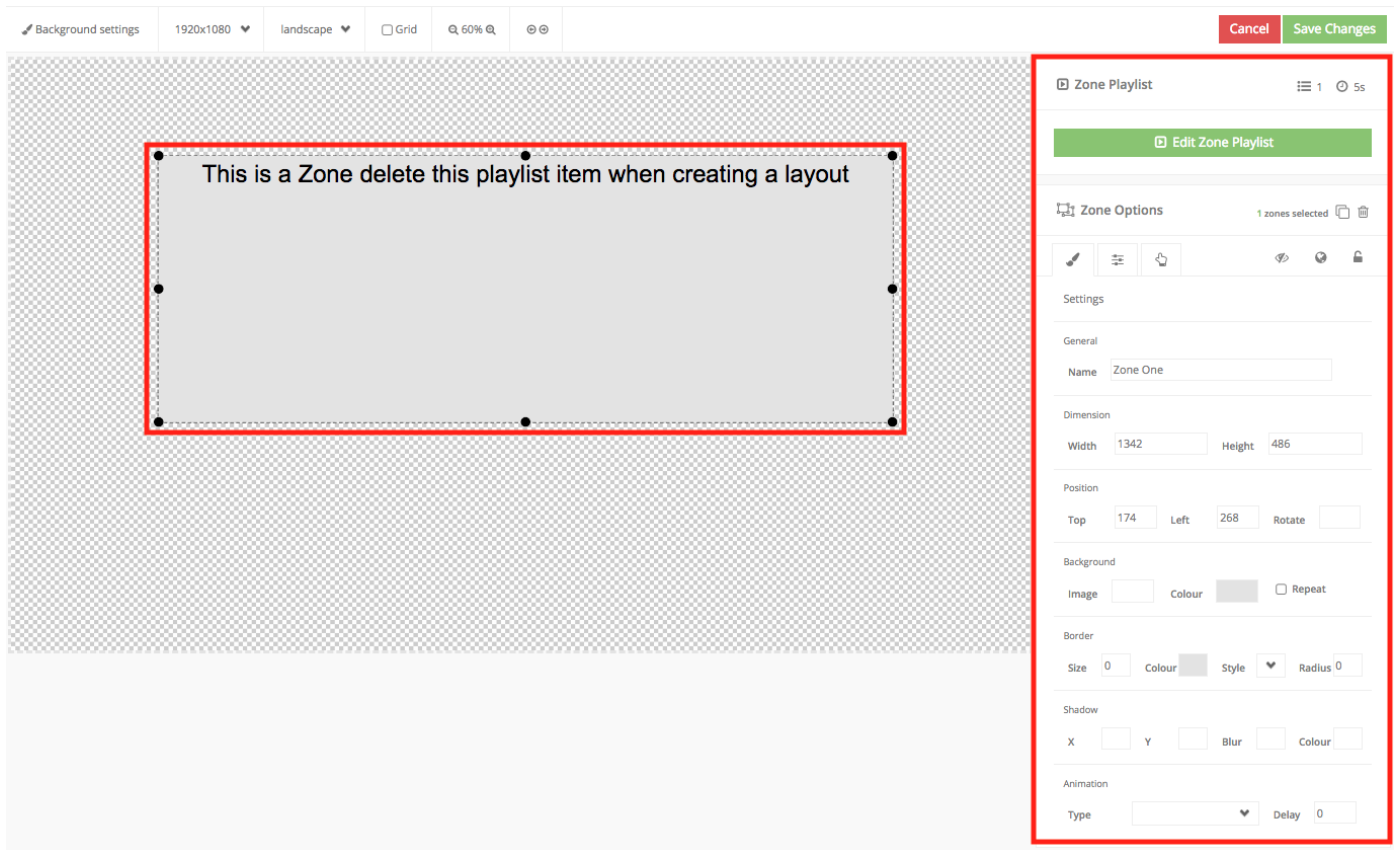 Background settings 1920x1080 landscape Grid 60% Cancel Save Changes
This is a Zone delete this playlist item when creating a layout
Zone Playlist 1 5s
Edit Zone Playlist
Zone Options 1 zones selected
Settings
General
Name Zone One
Dimension
Width 1342 Height 486
Position
Top 174 Left 268 Rotate
Background
Image Colour Repeat
Border
Size 0 Colour Style Radius 0
Shadow
X Y Blur Colour
Animation
Type Delay 0